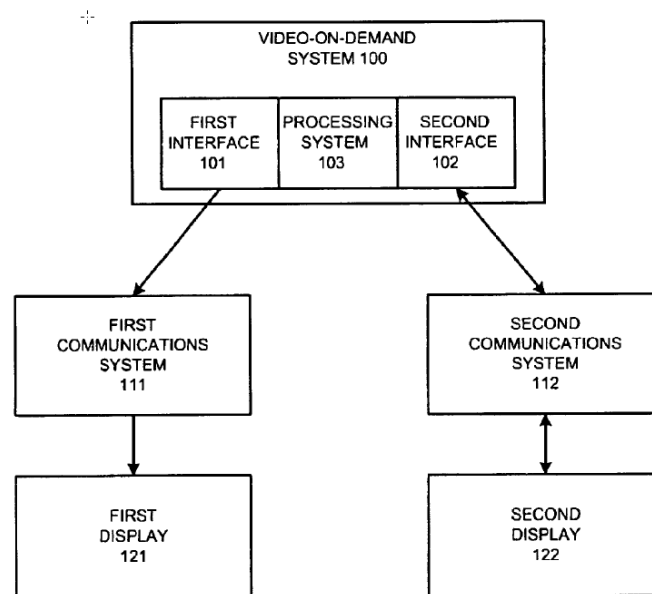 VIDEO-ON-DEMAND
SYSTEM 100
FIRST
INTERFACE
101
PROCESSING
SYSTEM
103
SECOND
INTERFACE
102
FIRST
COMMUNICATIONS
SYSTEM
111
SECOND
COMMUNICATIONS
SYSTEM
112
FIRST
DISPLAY
121
SECOND
DISPLAY
122